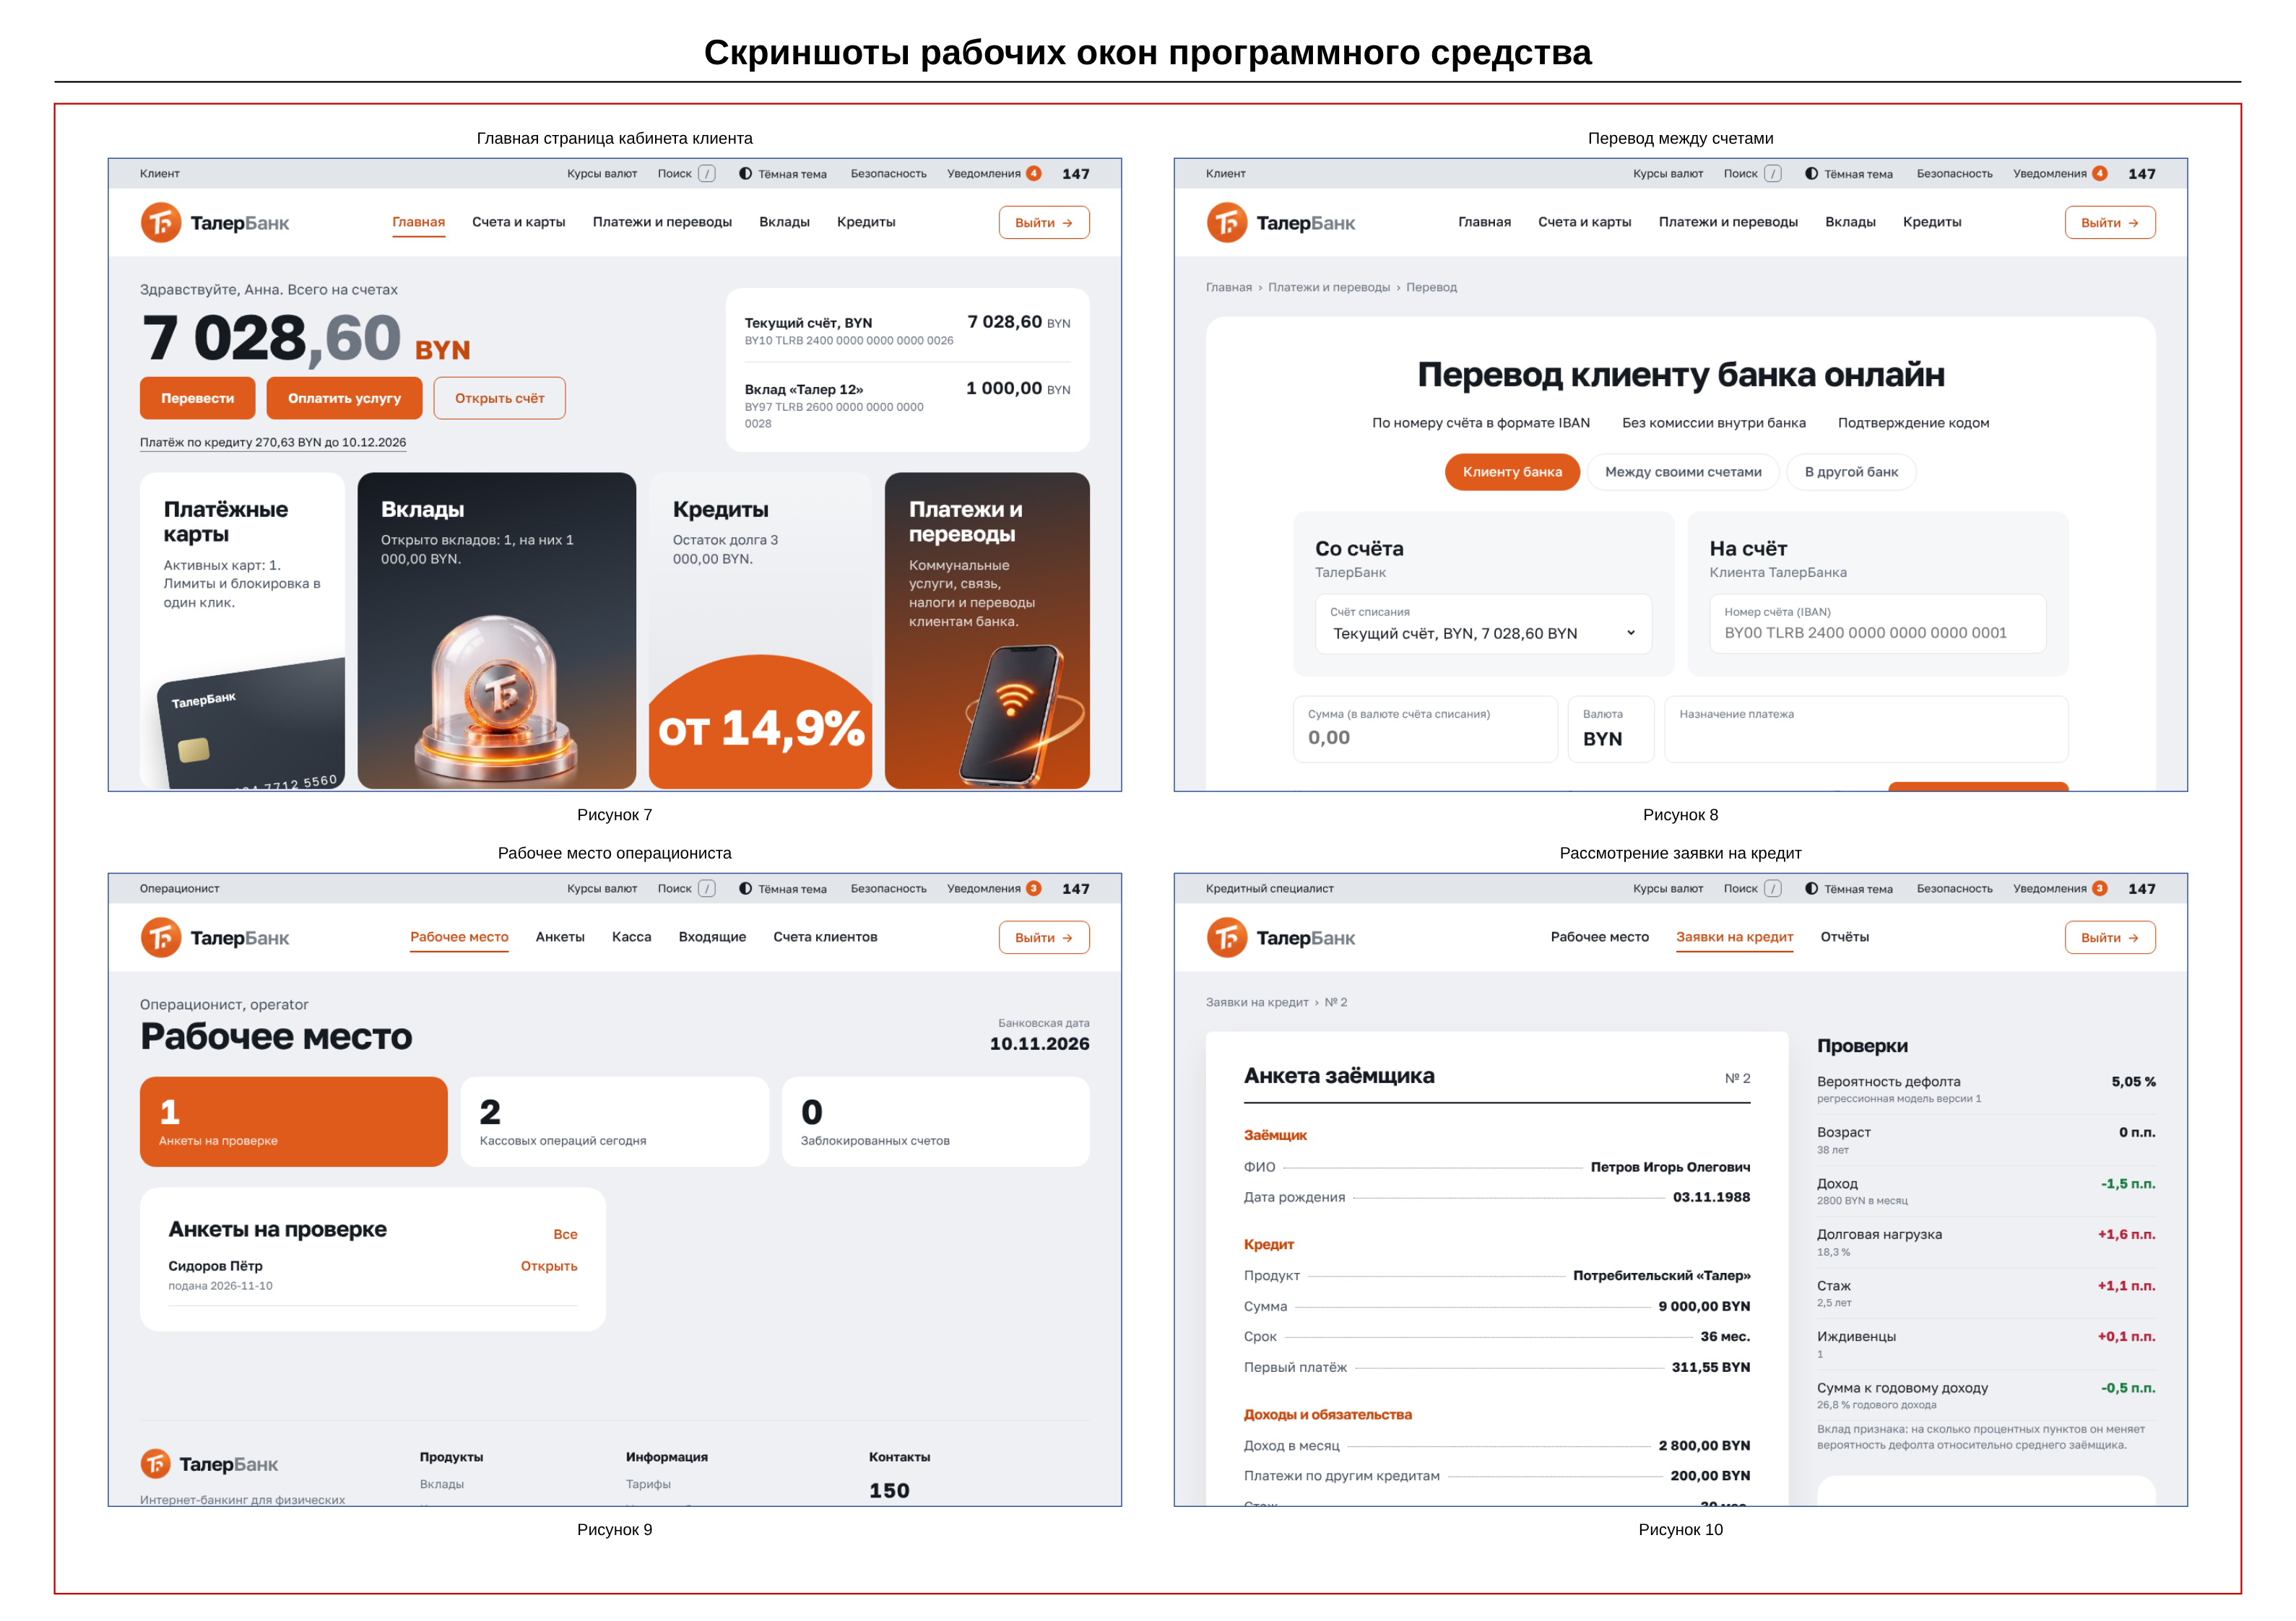 Скриншоты рабочих окон программного средства
Главная страница кабинета клиента
Клиент
Курсы валют Поиск / Тёмная тема Безопасность Уведомления 4 147
ТалерБанк
Главная Счета и карты Платежи и переводы Вклады Кредиты
Выйти →
Здравствуйте, Анна. Всего на счетах
7 028,60 BYN
Перевести Оплатить услугу Открыть счёт
Платёж по кредиту 270,63 BYN до 10.12.2026
Текущий счёт, BYN 7 028,60 BYN
BY10 TLRB 2400 0000 0000 0000 0026
Вклад «Талер 12» 1 000,00 BYN
BY97 TLRB 2600 0000 0000 0000
0028
Платёжные
карты
Активных карт: 1.
Лимиты и блокировка в
один клик.
ТалерБанк
7712 5560
Вклады
Открыто вкладов: 1, на них 1
000,00 BYN.
Кредиты
Остаток долга 3
000,00 BYN.
от 14,9%
Платежи и
переводы
Коммунальные
услуги, связь,
налоги и переводы
клиентам банка.
Рисунок 7
Перевод между счетами
Клиент
Курсы валют Поиск / Тёмная тема Безопасность Уведомления 4 147
ТалерБанк
Главная Счета и карты Платежи и переводы Вклады Кредиты
Выйти →
Главная › Платежи и переводы › Перевод
Перевод клиенту банка онлайн
По номеру счёта в формате IBAN Без комиссии внутри банка Подтверждение кодом
Клиенту банка Между своими счетами В другой банк
Со счёта
ТалерБанк
Счёт списания
Текущий счёт, BYN, 7 028,60 BYN
На счёт
Клиента ТалерБанка
Номер счёта (IBAN)
BY00 TLRB 2400 0000 0000 0000 0001
Сумма (в валюте счёта списания)
0,00
Валюта
BYN
Назначение платежа
Рисунок 8
Рабочее место операциониста
Операционист
Курсы валют Поиск / Тёмная тема Безопасность Уведомления 3 147
ТалерБанк
Рабочее место Анкеты Касса Входящие Счета клиентов
Выйти →
Операционист, operator
Рабочее место
Банковская дата
10.11.2026
1
Анкеты на проверке
2
Кассовых операций сегодня
0
Заблокированных счетов
Анкеты на проверке Все
Сидоров Пётр Открыть
подана 2026-11-10
ТалерБанк
Интернет-банкинг для физических
Продукты
Вклады
Информация
Тарифы
Контакты
150
Рисунок 9
Рассмотрение заявки на кредит
Кредитный специалист
Курсы валют Поиск / Тёмная тема Безопасность Уведомления 3 147
ТалерБанк
Рабочее место Заявки на кредит Отчёты
Выйти →
Заявки на кредит › № 2
Анкета заёмщика № 2
Заёмщик
ФИО Петров Игорь Олегович
Дата рождения 03.11.1988
Кредит
Продукт Потребительский «Талер»
Сумма 9 000,00 BYN
Срок 36 мес.
Первый платёж 311,55 BYN
Доходы и обязательства
Доход в месяц 2 800,00 BYN
Платежи по другим кредитам 200,00 BYN
Стаж 30 мес.
Проверки
Вероятность дефолта 5,05 %
регрессионная модель версии 1
Возраст 0 п.п.
38 лет
Доход -1,5 п.п.
2800 BYN в месяц
Долговая нагрузка +1,6 п.п.
18,3 %
Стаж +1,1 п.п.
2,5 лет
Иждивенцы +0,1 п.п.
1
Сумма к годовому доходу -0,5 п.п.
26,8 % годового дохода
Вклад признака: на сколько процентных пунктов он меняет
вероятность дефолта относительно среднего заёмщика.
Рисунок 10